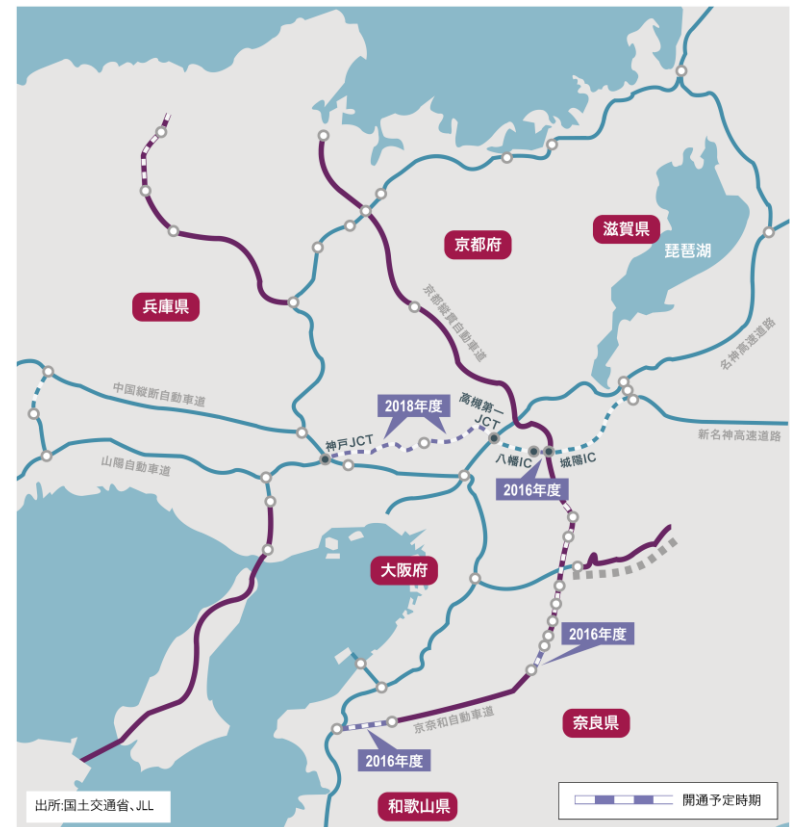 滋賀県
京都府
琵琶湖
兵庫県
京都縦貫自動車道
名神高速道路
中国縦断自動車道
2018年度
高槻第一
JCT
神戸JCT
新名神高速道路
山陽自動車道
八幡IC
城陽IC
2016年度
大阪府
2016年度
京奈和自動車道
奈良県
2016年度
和歌山県
出所:国土交通省、JLL
開通予定時期